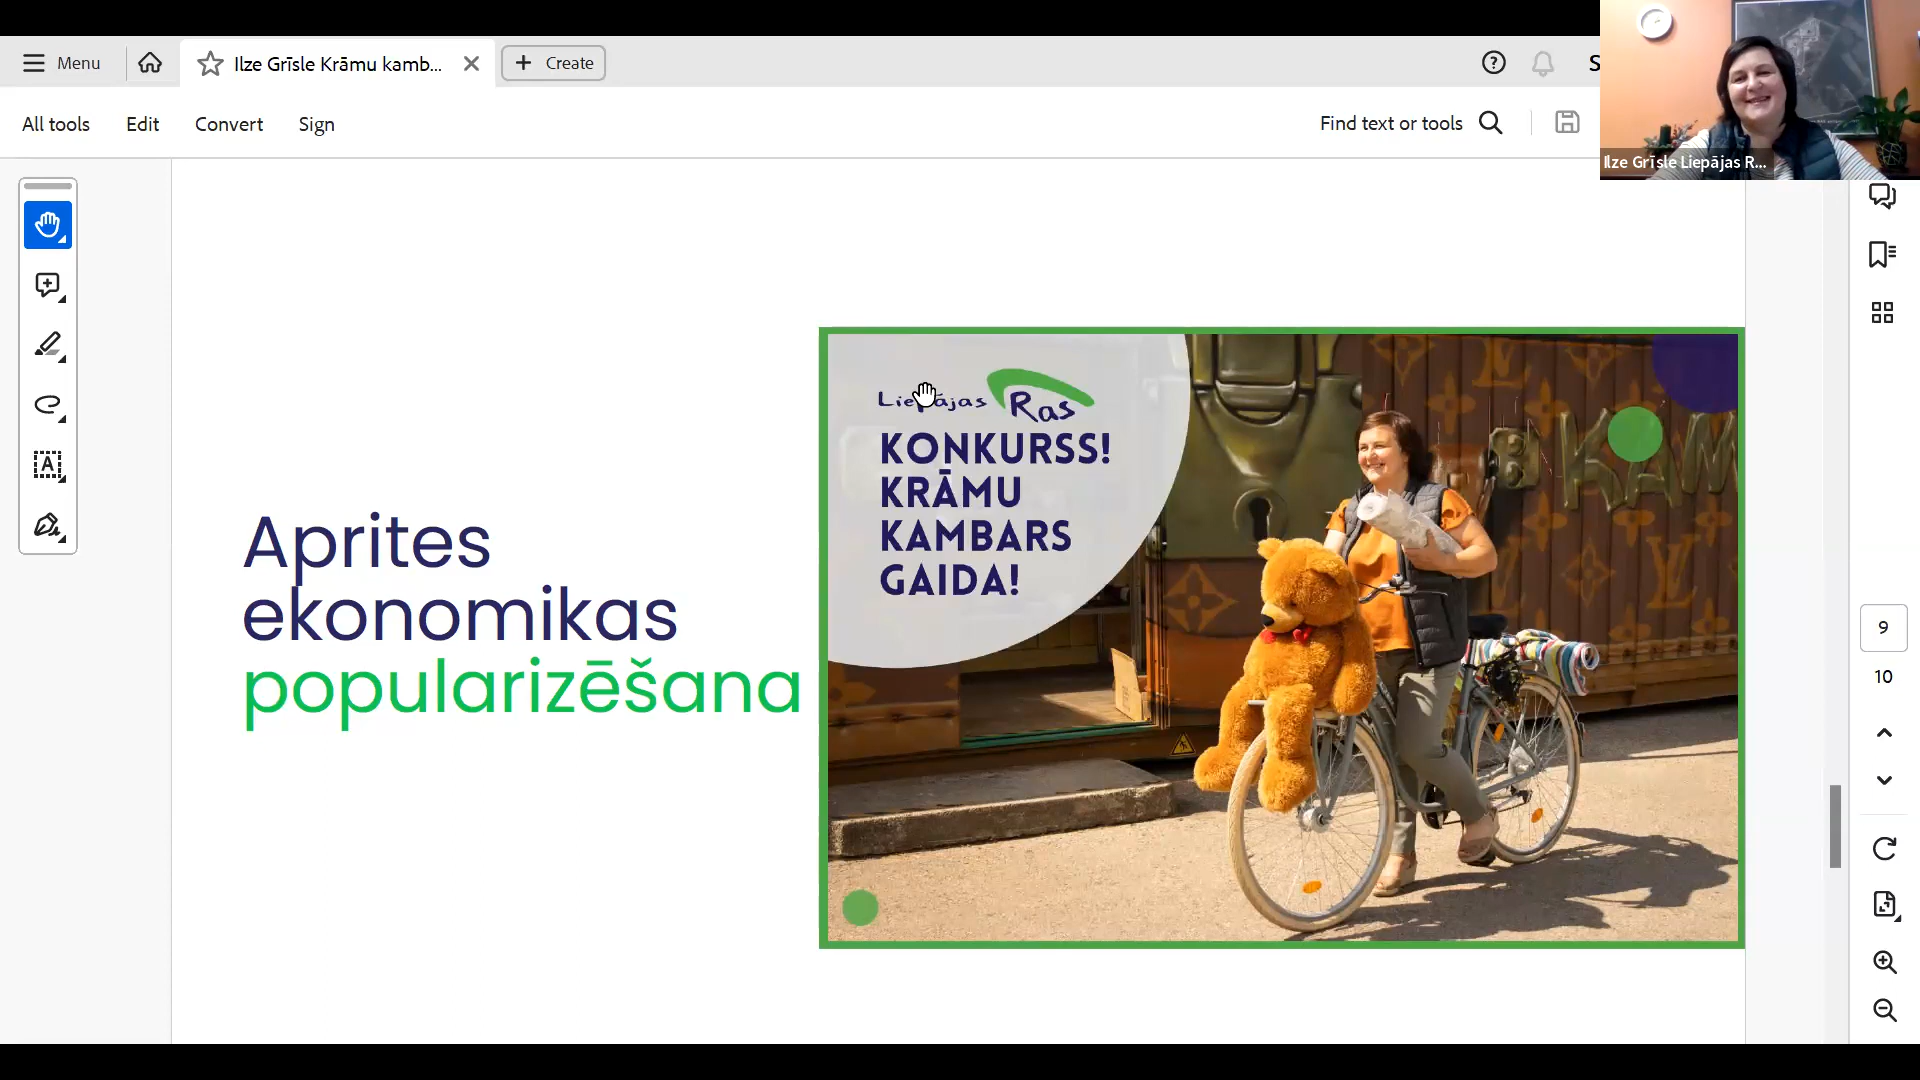 Menu
Ilze Grīsle Krāmu kamb...
Create
All tools
Edit
Convert
Sign
Find text or tools
Ilze Grīsle Liepājas R...
Liepājas Ras
KONKURSS!
KRĀMU
KAMBARS
GAIDA!
Aprites
ekonomikas
popularizēšana
9
10